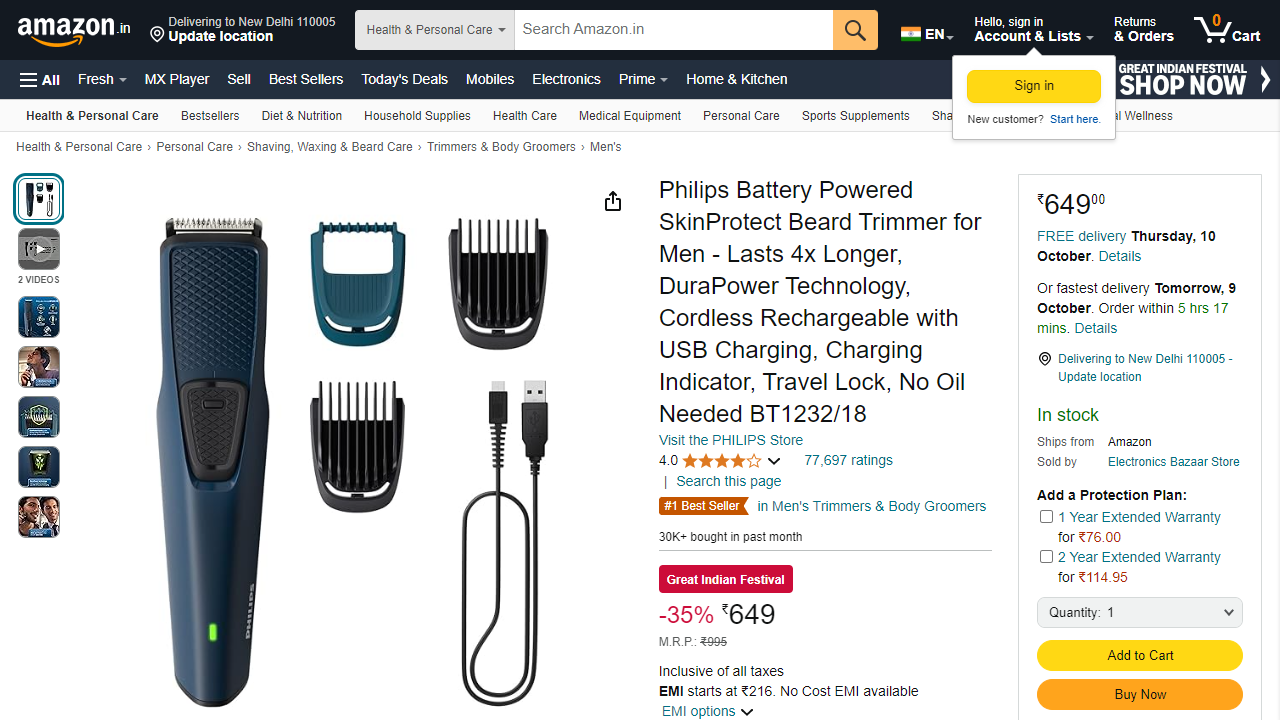 amazon.in
Delivering to New Delhi 110005
Update location
Health & Personal Care
Search Amazon.in
EN
Hello, sign in
Account & Lists
Returns
& Orders
0
Cart
All
Fresh
MX Player
Sell
Best Sellers
Today's Deals
Mobiles
Electronics
Prime
Home & Kitchen
GREAT INDIAN FESTIVAL
SHOP NOW
Sign in
New customer? Start here.
Health & Personal Care
Bestsellers
Diet & Nutrition
Household Supplies
Health Care
Medical Equipment
Personal Care
Sports Supplements
Wellness
Health & Personal Care › Personal Care › Shaving, Waxing & Beard Care › Trimmers & Body Groomers › Men's
2 VIDEOS
PHILIPS
Philips Battery Powered
SkinProtect Beard Trimmer for
Men - Lasts 4x Longer,
DuraPower Technology,
Cordless Rechargeable with
USB Charging, Charging
Indicator, Travel Lock, No Oil
Needed BT1232/18
Visit the PHILIPS Store
4.0 77,697 ratings
| Search this page
#1 Best Seller in Men's Trimmers & Body Groomers
30K+ bought in past month
Great Indian Festival
-35% ₹649
M.R.P.: ₹995
Inclusive of all taxes
EMI starts at ₹216. No Cost EMI available
EMI options
₹64900
FREE delivery Thursday, 10
October. Details
Or fastest delivery Tomorrow, 9
October. Order within 5 hrs 17
mins. Details
Delivering to New Delhi 110005 -
Update location
In stock
Ships from Amazon
Sold by Electronics Bazaar Store
Add a Protection Plan:
1 Year Extended Warranty
for ₹76.00
2 Year Extended Warranty
for ₹114.95
Quantity: 1
Add to Cart
Buy Now